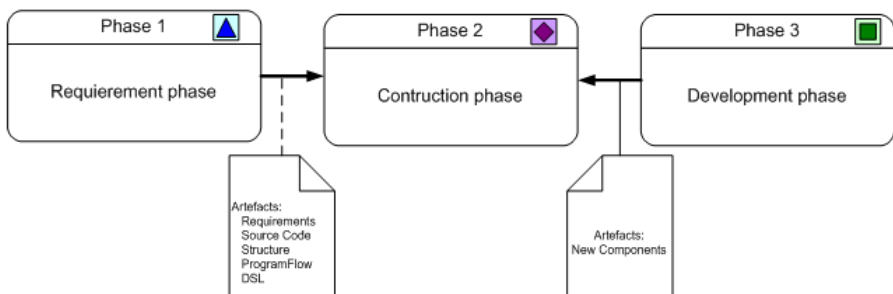 Phase 1
Requierement phase
Phase 2
Contruction phase
Phase 3
Development phase
Artefacts:
Requirements
Source Code
Structure
ProgramFlow
DSL
Artefacts:
New Components